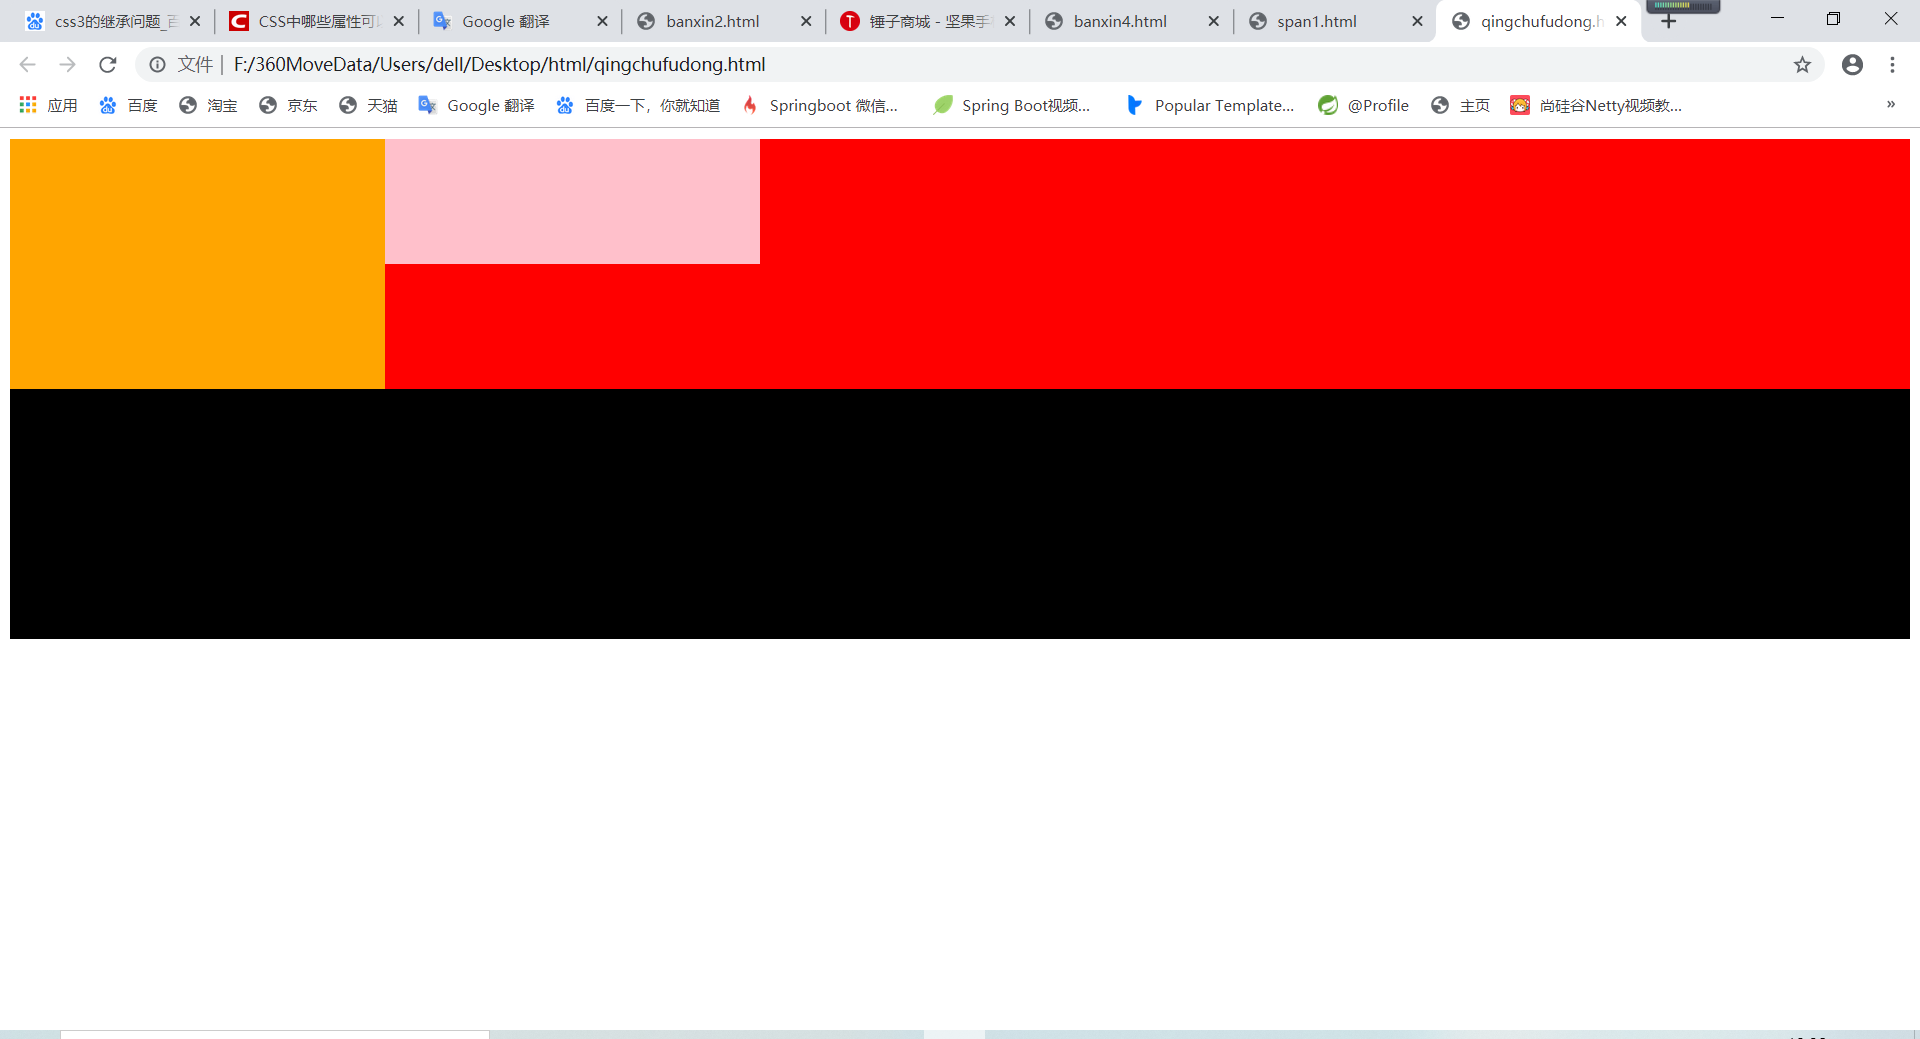 css3的继承问题_百
CSS中哪些属性可以
Google 翻译
banxin2.html
锤子商城 - 坚果手
banxin4.html
span1.html
qingchufudong.h
文件 | F:/360MoveData/Users/dell/Desktop/html/qingchufudong.html
应用
百度
淘宝
京东
天猫
Google 翻译
百度一下，你就知道
Springboot 微信...
Spring Boot视频...
Popular Template...
@Profile
主页
尚硅谷Netty视频教...
»